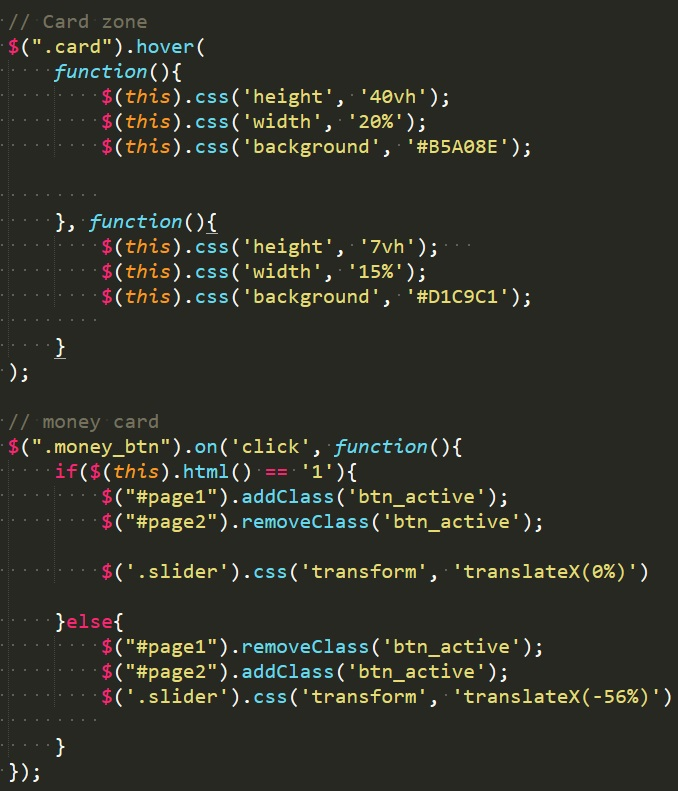 // Card zone
$(".card").hover(
function(){
$(this).css('height', '40vh');
$(this).css('width', '20%');
$(this).css('background', '#B5A08E');
}, function(){
$(this).css('height', '7vh');
$(this).css('width', '15%');
$(this).css('background', '#D1C9C1');
}
);
// money card
$(".money_btn").on('click', function(){
if($(this).html() == '1'){
$("#page1").addClass('btn_active');
$("#page2").removeClass('btn_active');
$('.slider').css('transform', 'translateX(0%)')
}else{
$("#page1").removeClass('btn_active');
$("#page2").addClass('btn_active');
$('.slider').css('transform', 'translateX(-56%)')
}
});